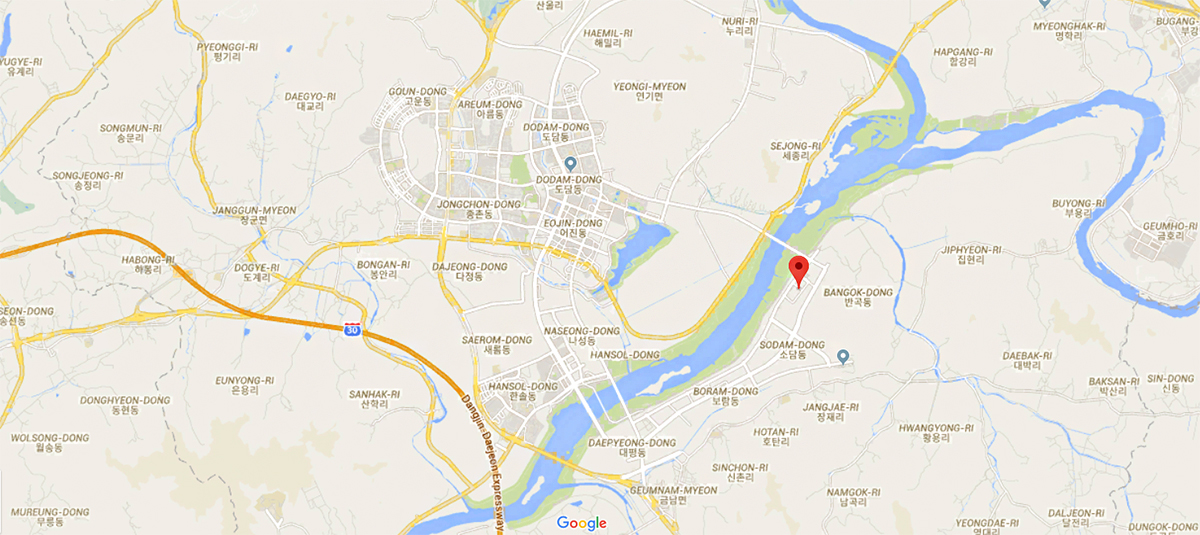 산울리
NURI-RI
누리리
MYEONGHAK-RI
명학리
BUGANG-
부강
HAEMIL-RI
해밀리
PYEONGGI-RI
평기리
HAPGANG-RI
합강리
YUGYE-RI
유계리
GOUN-DONG
고운동
YEONGI-MYEON
연기면
DAEGYO-RI
대교리
AREUM-DONG
아름동
SONGMUN-RI
송문리
DODAM-DONG
도담동
SEJONG-RI
세종리
SONGJEONG-RI
송정리
DODAM-DONG
도담동
JONGCHON-DONG
종촌동
BUYONG-RI
부용리
JANGGUN-MYEON
장군면
EOJIN-DONG
어진동
GEUMHO-RI
금호리
HABONG-RI
하봉리
DOGYE-RI
도계리
BONGAN-RI
봉안리
DAJEONG-DONG
다정동
JIPHYEON-RI
집현리
BANGOK-DONG
반곡동
SEON-DONG
송선동
30
NASEONG-DONG
나성동
SAEROM-DONG
새롬동
HANSOL-DONG
SODAM-DONG
소담동
DAEBAK-RI
대박리
EUNYONG-RI
은용리
HANSOL-DONG
한솔동
BORAM-DONG
보람동
BAKSAN-RI
박산리
SIN-DONG
신동
DONGHYEON-DONG
동현동
SANHAK-RI
산학리
JANGJAE-RI
장재리
Dangjin-Daejeon Expressway
HWANGYONG-RI
황용리
WOLSONG-DONG
월송동
DAEPYEONG-DONG
대평동
HOTAN-RI
호탄리
SINCHON-RI
신촌리
GEUMNAM-MYEON
금남면
NAMGOK-RI
남곡리
MUREUNG-DONG
무릉동
DALJEON-RI
달전리
Google
YEONGDAE-RI
영대리
DUNGOK-DONG